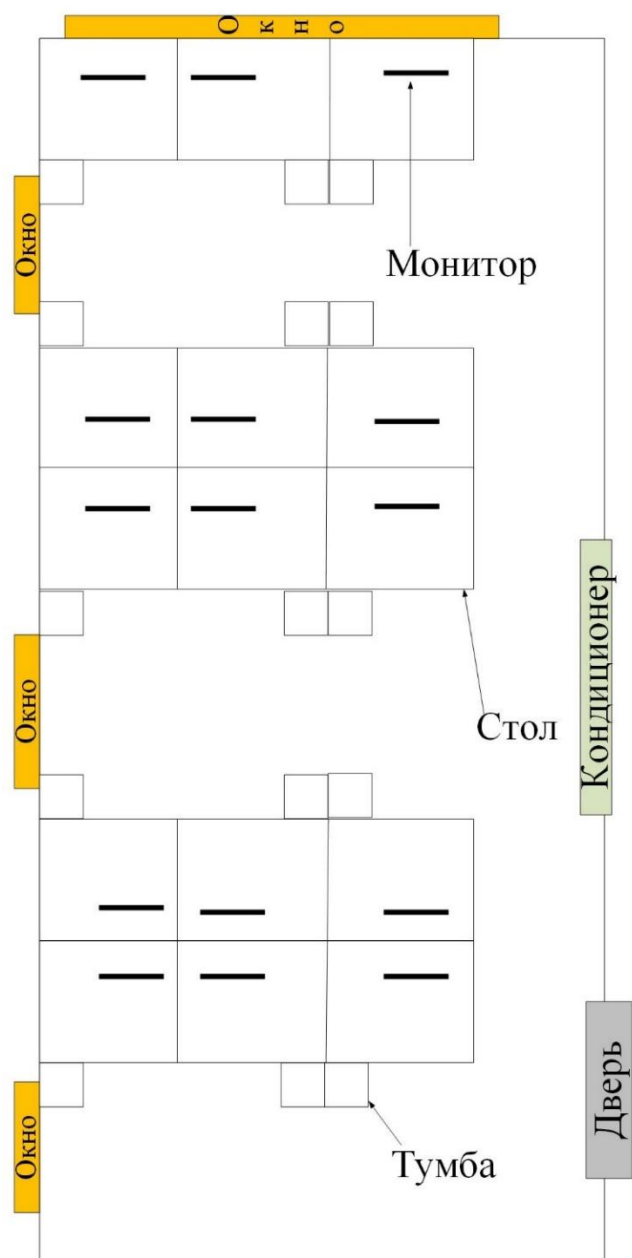 Окно
Окно
Монитор
Кондиционер
Окно
Стол
Дверь
Окно
Тумба